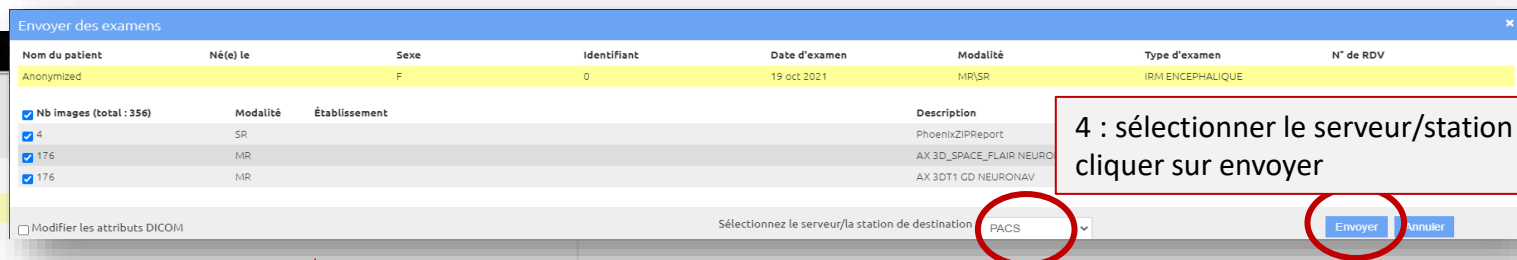 Envoyer des examens
Nom du patient Né(e) le Sexe Identifiant Date d'examen Modalité Type d'examen N° de RDV
Anonymized F 0 19 oct 2021 MR\SR IRM ENCEPHALIQUE
Nb images (total : 356) Modalité Établissement Description
4 SR PhoenixZIPReport
176 MR AX 3D_SPACE_FLAIR NEURO
176 MR AX 3DT1 GD NEURONAV
4 : sélectionner le serveur/station
cliquer sur envoyer
Modifier les attributs DICOM Sélectionnez le serveur/la station de destination PACS Envoyer Annuler